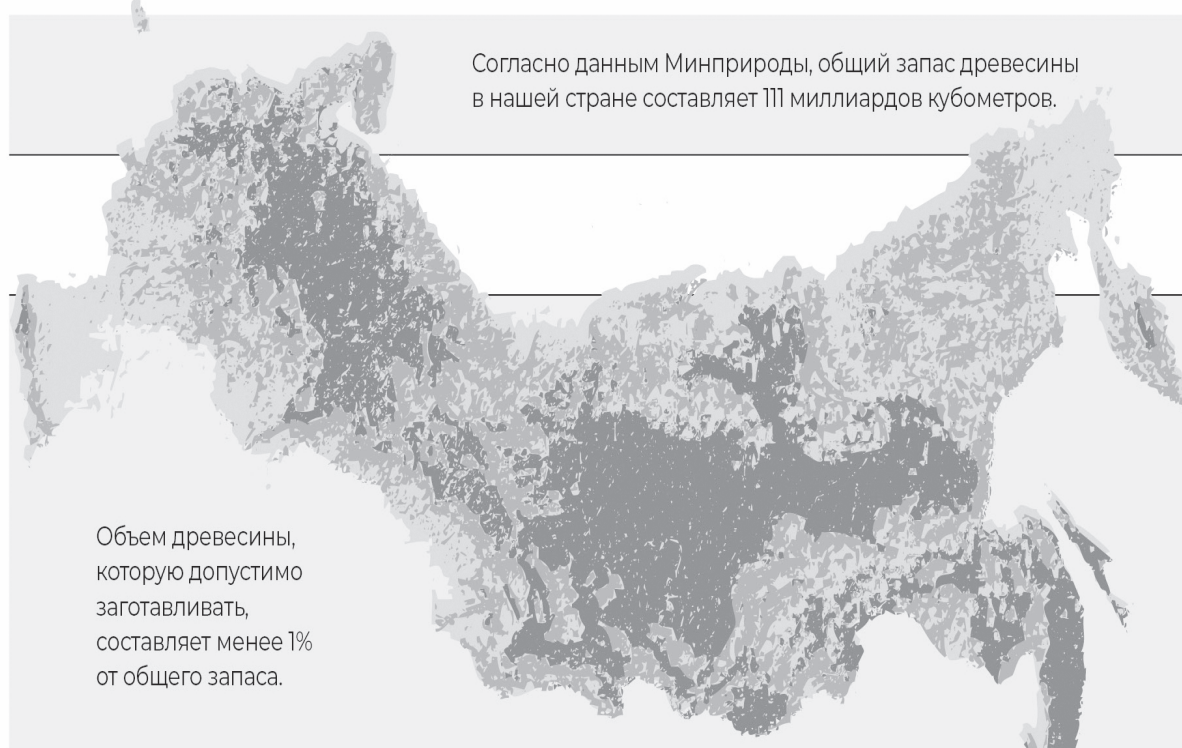 Согласно данным Минприроды, общий запас древесины
в нашей стране составляет 111 миллиардов кубометров.
Объем древесины,
которую допустимо
заготавливать,
составляет менее 1%
от общего запаса.